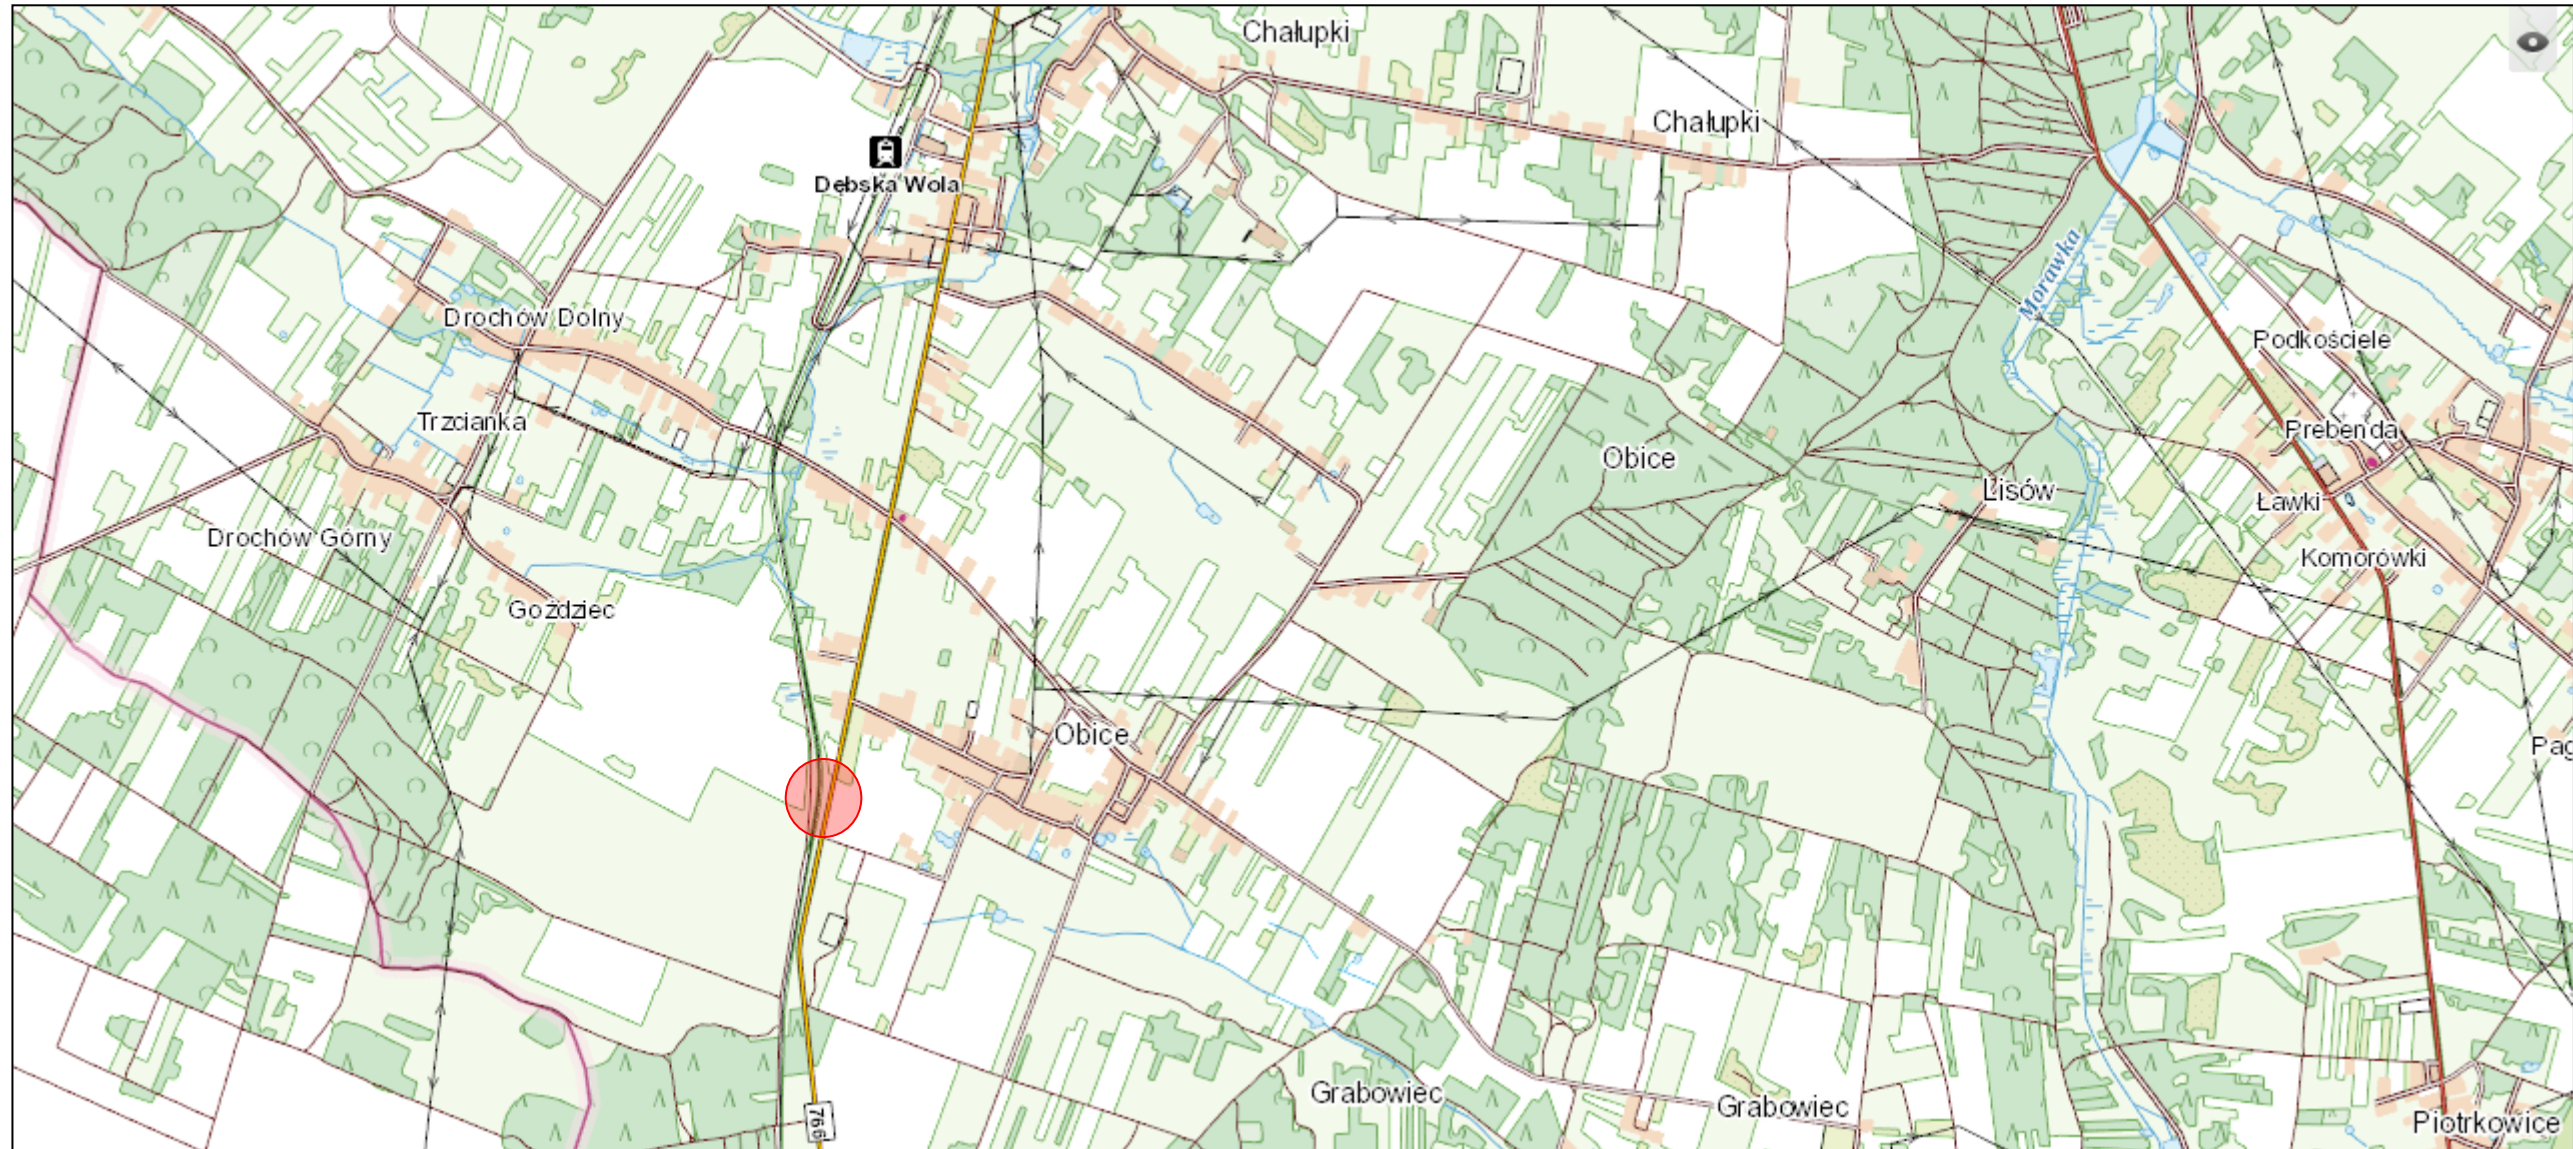 Chałupki
Chałupki
Dębska Wola
Morawka
Drochów Dolny
Podkościele
Trzcianka
Prebenda
Obice
Lisów
Ławki
Drochów Górny
Komorówki
Goździec
Obice
Pag
Grabowiec
Grabowiec
766
Piotrkowice